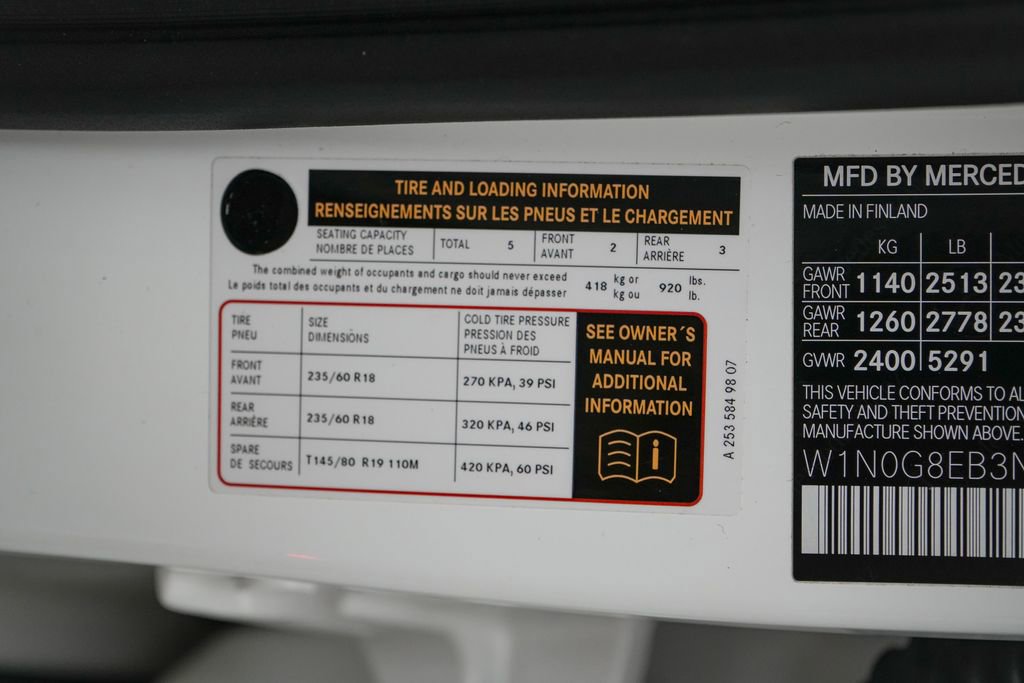 TIRE AND LOADING INFORMATION
RENSEIGNEMENTS SUR LES PNEUS ET LE CHARGEMENT
SEATING CAPACITY
NOMBRE DE PLACES
TOTAL 5
FRONT
AVANT
2
REAR
ARRIÈRE
3
The combined weight of occupants and cargo should never exceed
Le poids total des occupants et du chargement ne doit jamais dépasser
418 kg or
kg ou
920 lbs.
lb.
TIRE
PNEU
SIZE
DIMENSIONS
COLD TIRE PRESSURE
PRESSION DES
PNEUS À FROID
FRONT
AVANT
235/60 R18
270 KPA, 39 PSI
REAR
ARRIÈRE
235/60 R18
320 KPA, 46 PSI
SPARE
DE SECOURS
T145/80 R19 110M
420 KPA, 60 PSI
SEE OWNER´S
MANUAL FOR
ADDITIONAL
INFORMATION
A 253 584 98 07
MFD BY MERCED
MADE IN FINLAND
KG LB
GAWR
FRONT
1140 2513 23
GAWR
REAR
1260 2778 23
GVWR 2400 5291
THIS VEHICLE CONFORMS TO AL
SAFETY AND THEFT PREVENTION
MANUFACTURE SHOWN ABOVE.
W1N0G8EB3N